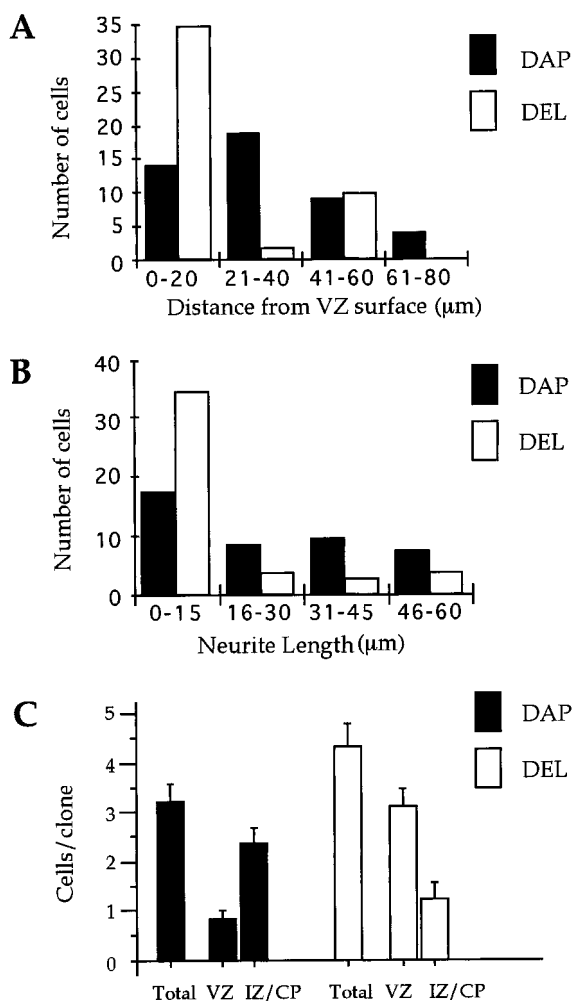 A
Number of cells
35
30
25
20
15
10
5
0
0-20 21-40 41-60 61-80
Distance from VZ surface (μm)
DAP
DEL
B
Number of cells
40
30
20
10
0
0-15 16-30 31-45 46-60
Neurite Length (μm)
DAP
DEL
C
Cells/clone
5
4
3
2
1
0
Total VZ IZ/CP Total VZ IZ/CP
DAP
DEL